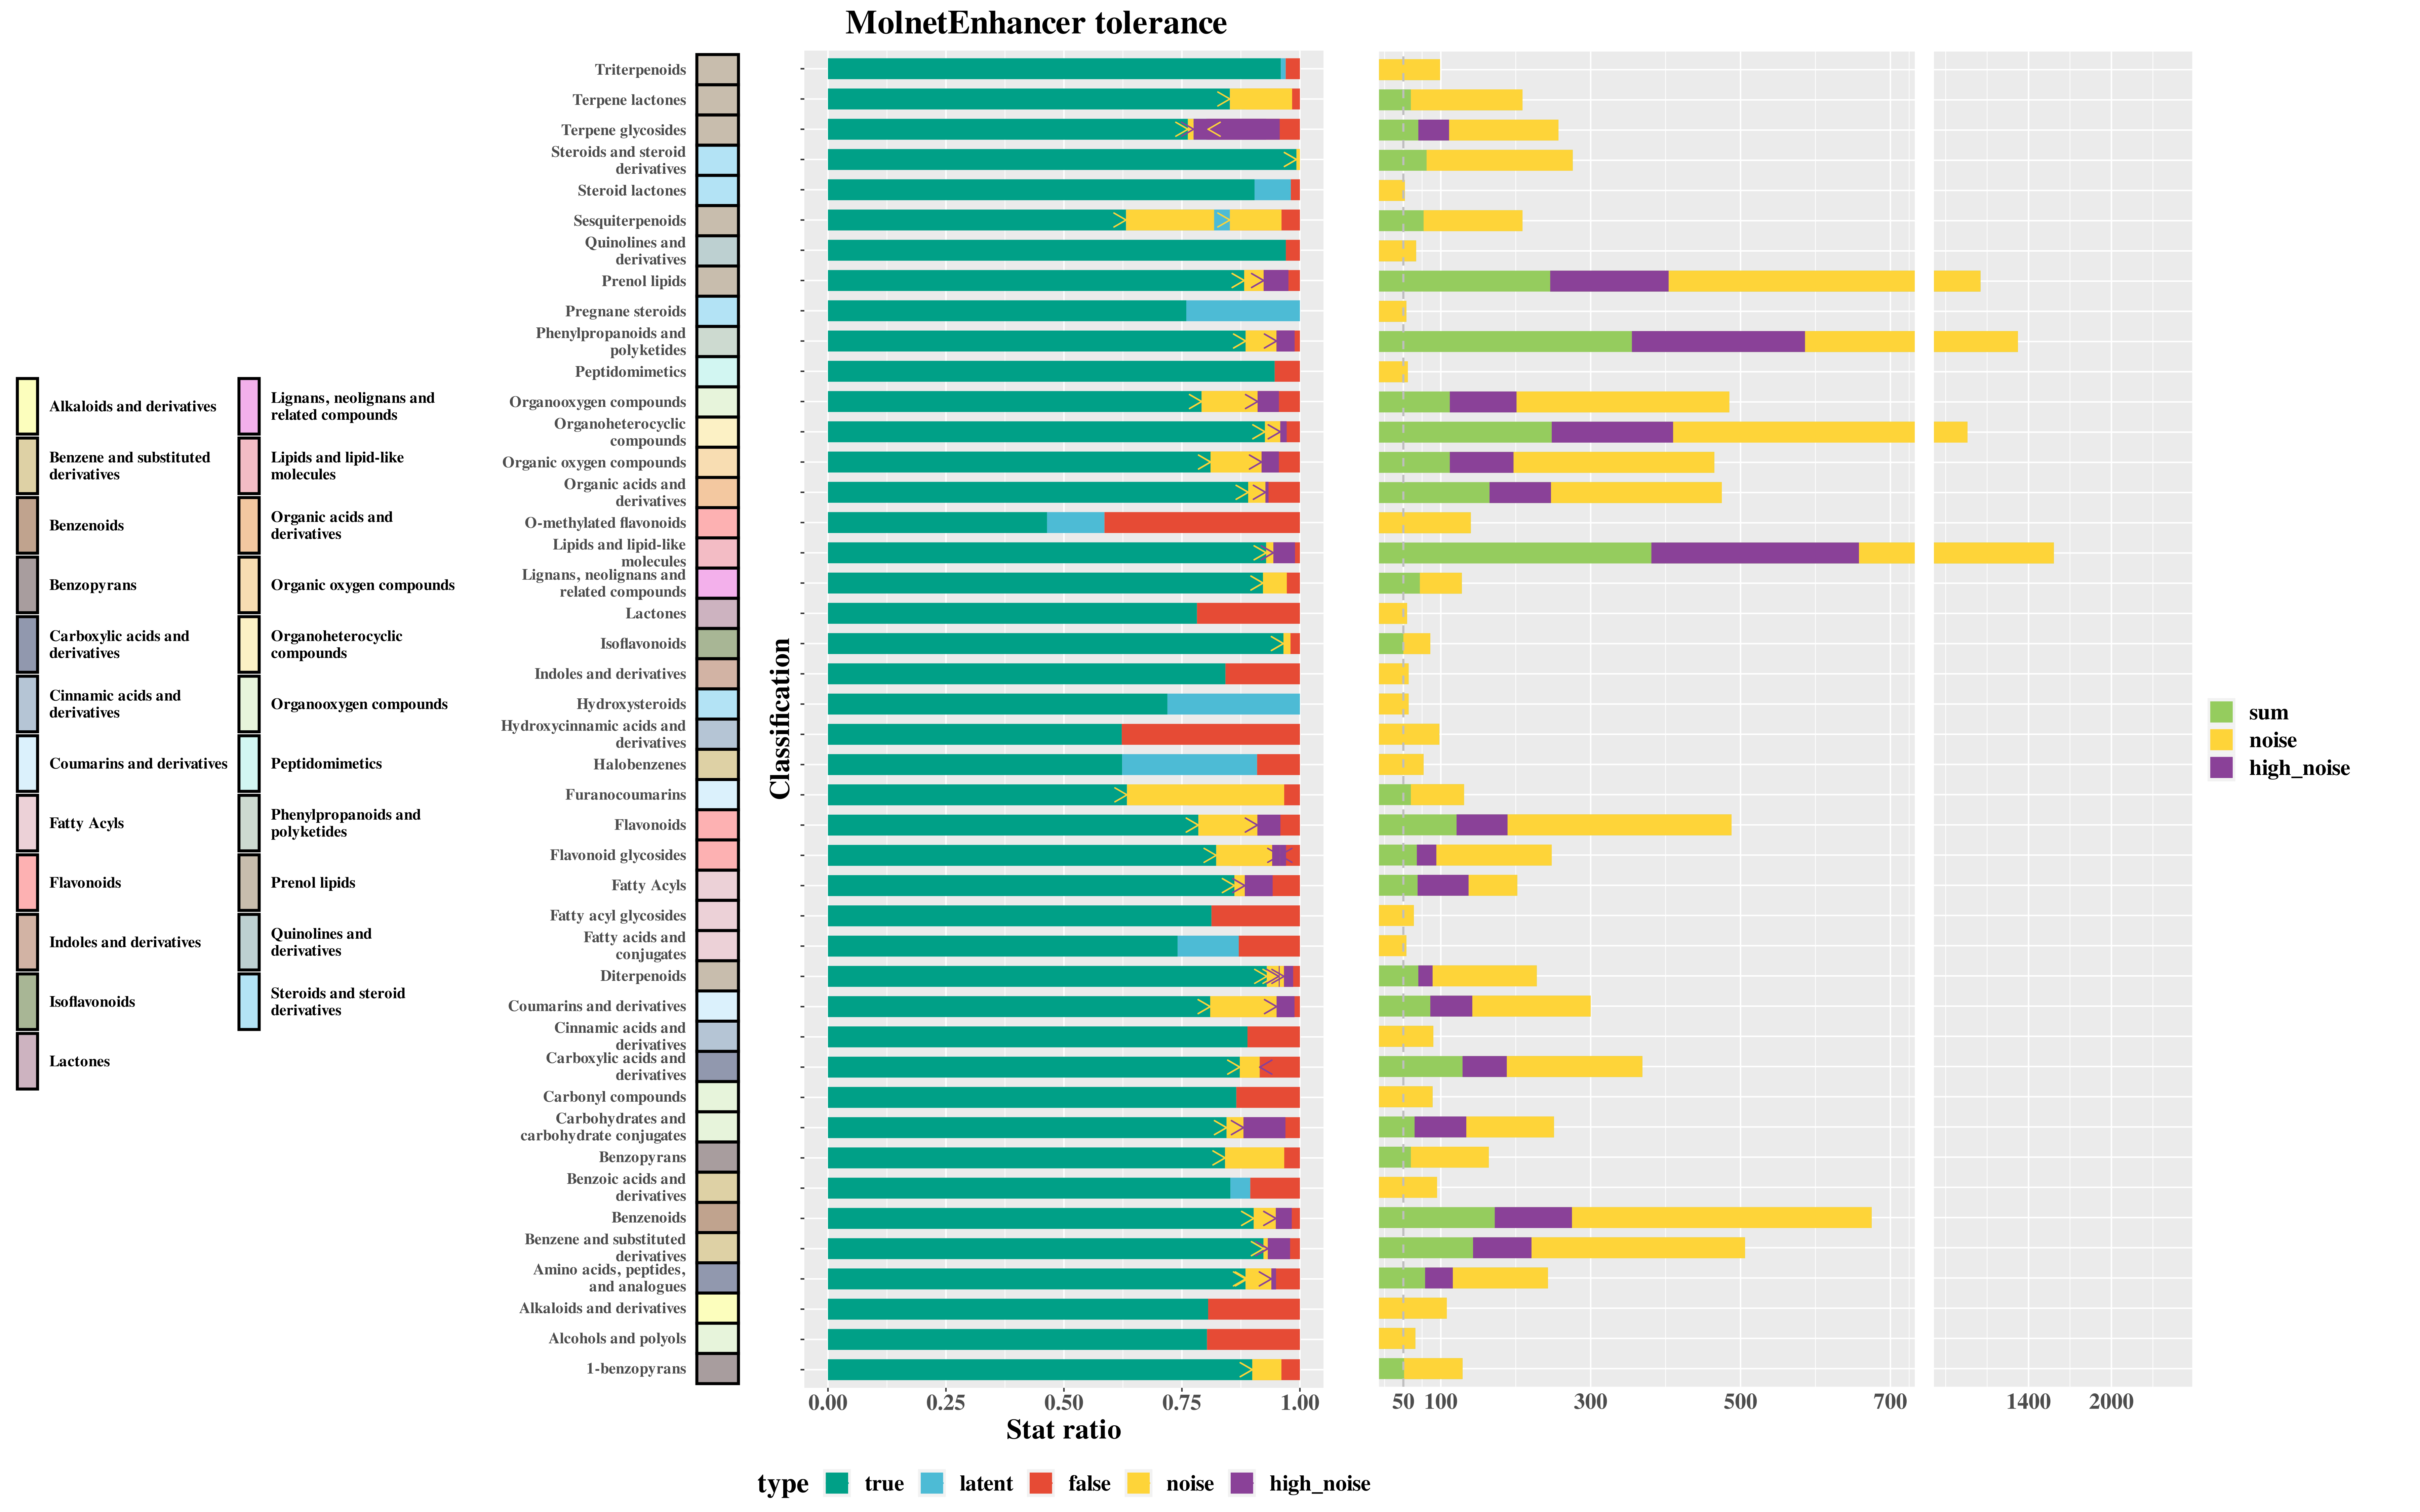 MolnetEnhancer tolerance
Triterpenoids
Terpene lactones
Terpene glycosides
Steroids and steroid
derivatives
Steroid lactones
Sesquiterpenoids
Quinolines and
derivatives
Prenol lipids
Pregnane steroids
Phenylpropanoids and
polyketides
Peptidomimetics
Organooxygen compounds
Organoheterocyclic
compounds
Organic oxygen compounds
Organic acids and
derivatives
O-methylated flavonoids
Lipids and lipid-like
molecules
Lignans, neolignans and
related compounds
Lactones
Isoflavonoids
Indoles and derivatives
Hydroxysteroids
Hydroxycinnamic acids and
derivatives
Halobenzenes
Furanocoumarins
Flavonoids
Flavonoid glycosides
Fatty Acyls
Fatty acyl glycosides
Fatty acids and
conjugates
Diterpenoids
Coumarins and derivatives
Cinnamic acids and
derivatives
Carboxylic acids and
derivatives
Carbonyl compounds
Carbohydrates and
carbohydrate conjugates
Benzopyrans
Benzoic acids and
derivatives
Benzenoids
Benzene and substituted
derivatives
Amino acids, peptides,
and analogues
Alkaloids and derivatives
Alcohols and polyols
1-benzopyrans
Alkaloids and derivatives
Benzene and substituted
derivatives
Benzenoids
Benzopyrans
Carboxylic acids and
derivatives
Cinnamic acids and
derivatives
Coumarins and derivatives
Fatty Acyls
Flavonoids
Indoles and derivatives
Isoflavonoids
Lactones
Lignans, neolignans and
related compounds
Lipids and lipid-like
molecules
Organic acids and
derivatives
Organic oxygen compounds
Organoheterocyclic
compounds
Organooxygen compounds
Peptidomimetics
Phenylpropanoids and
polyketides
Prenol lipids
Quinolines and
derivatives
Steroids and steroid
derivatives
Classification
0.00 0.25 0.50 0.75 1.00
Stat ratio
50 100 300 500 700 1400 2000
sum
noise
high_noise
type true latent false noise high_noise